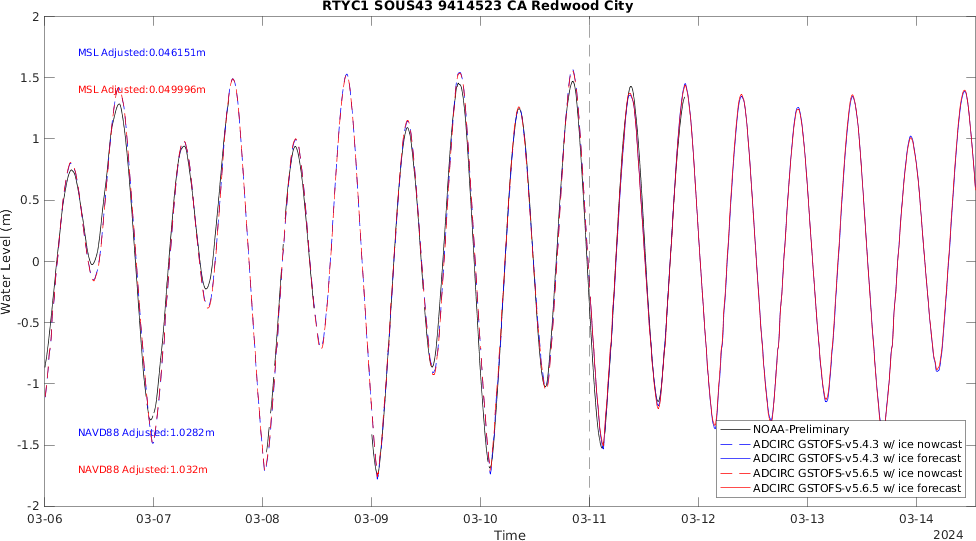 RTYC1 SOUS43 9414523 CA Redwood City
2
1.5
1
0.5
0
-0.5
-1
-1.5
-2
Water Level (m)
MSL Adjusted:0.046151m
MSL Adjusted:0.049996m
NAVD88 Adjusted:1.0282m
NAVD88 Adjusted:1.032m
NOAA-Preliminary
ADCIRC GSTOFS-v5.4.3 w/ ice nowcast
ADCIRC GSTOFS-v5.4.3 w/ ice forecast
ADCIRC GSTOFS-v5.6.5 w/ ice nowcast
ADCIRC GSTOFS-v5.6.5 w/ ice forecast
03-06 03-07 03-08 03-09 03-10 03-11 03-12 03-13 03-14
Time
2024